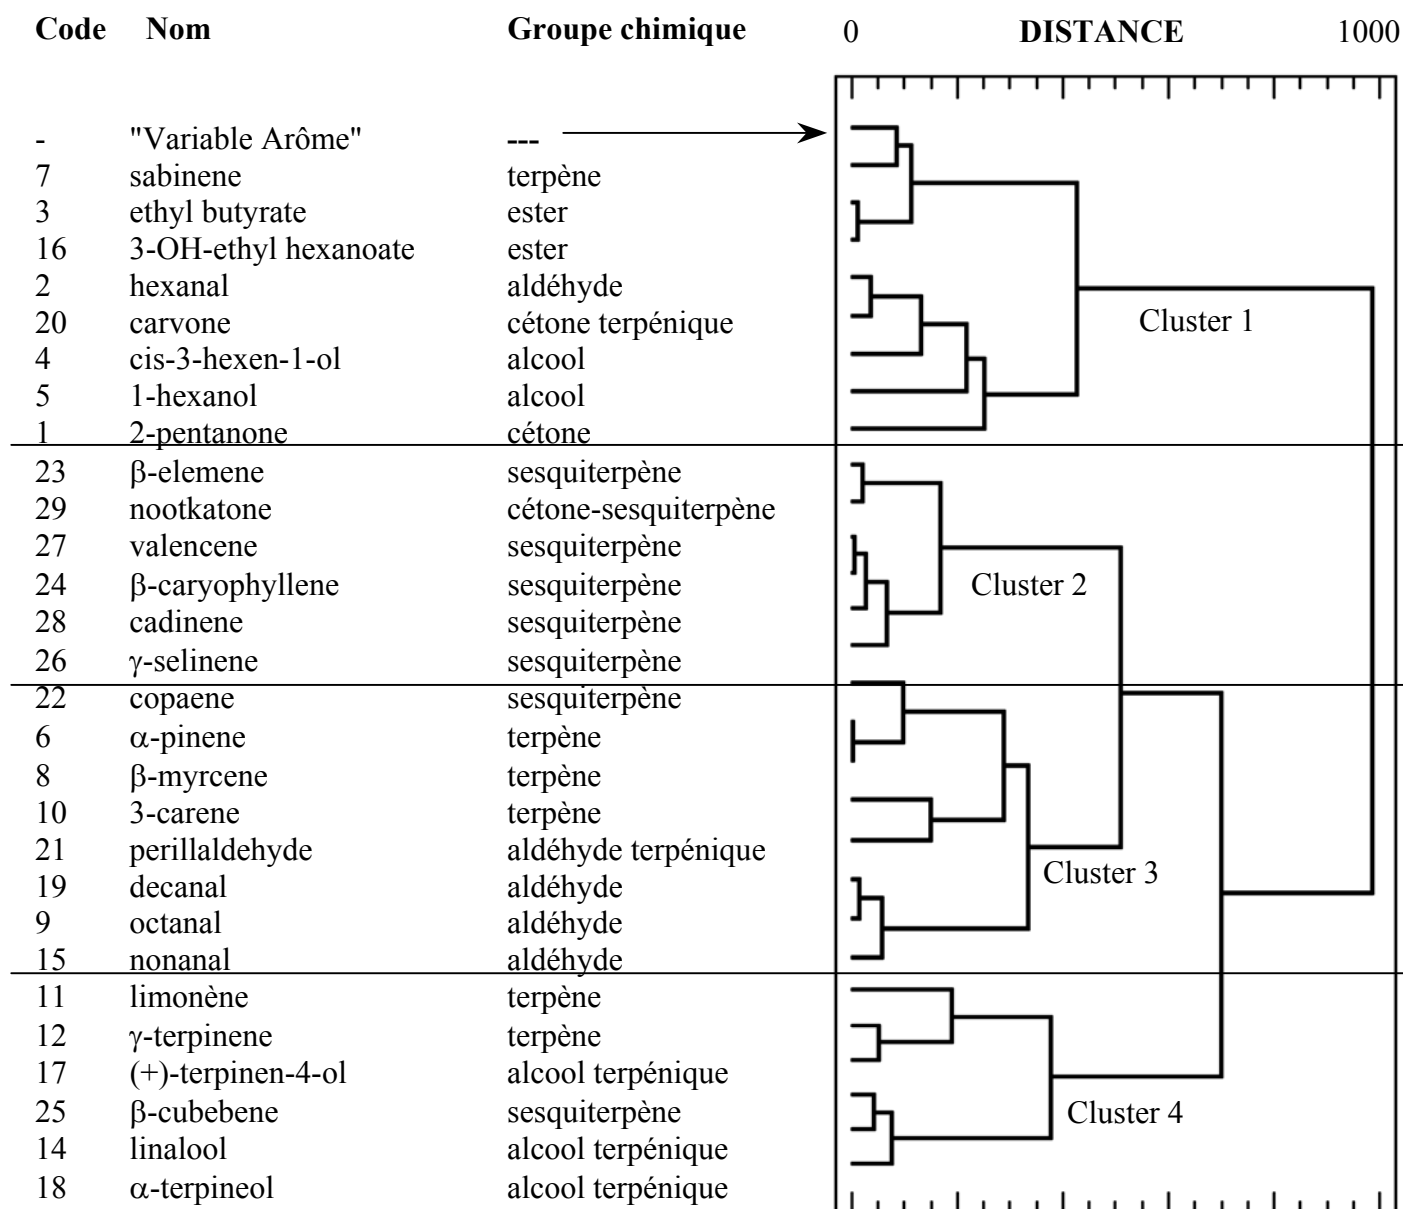 Code Nom Groupe chimique 0 DISTANCE 1000
- "Variable Arôme" ---
7 sabinene terpène
3 ethyl butyrate ester
16 3-OH-ethyl hexanoate ester
2 hexanal aldéhyde
20 carvone cétone terpénique Cluster 1
4 cis-3-hexen-1-ol alcool
5 1-hexanol alcool
1 2-pentanone cétone
23 β-elemene sesquiterpène
29 nootkatone cétone-sesquiterpène
27 valencene sesquiterpène
24 β-caryophyllene sesquiterpène Cluster 2
28 cadinene sesquiterpène
26 γ-selinene sesquiterpène
22 copaene sesquiterpène
6 α-pinene terpène
8 β-myrcene terpène
10 3-carene terpène
21 perillaldehyde aldéhyde terpénique
19 decanal aldéhyde Cluster 3
9 octanal aldéhyde
15 nonanal aldéhyde
11 limonène terpène
12 γ-terpinene terpène
17 (+)-terpinen-4-ol alcool terpénique
25 β-cubebene sesquiterpène Cluster 4
14 linalool alcool terpénique
18 α-terpineol alcool terpénique